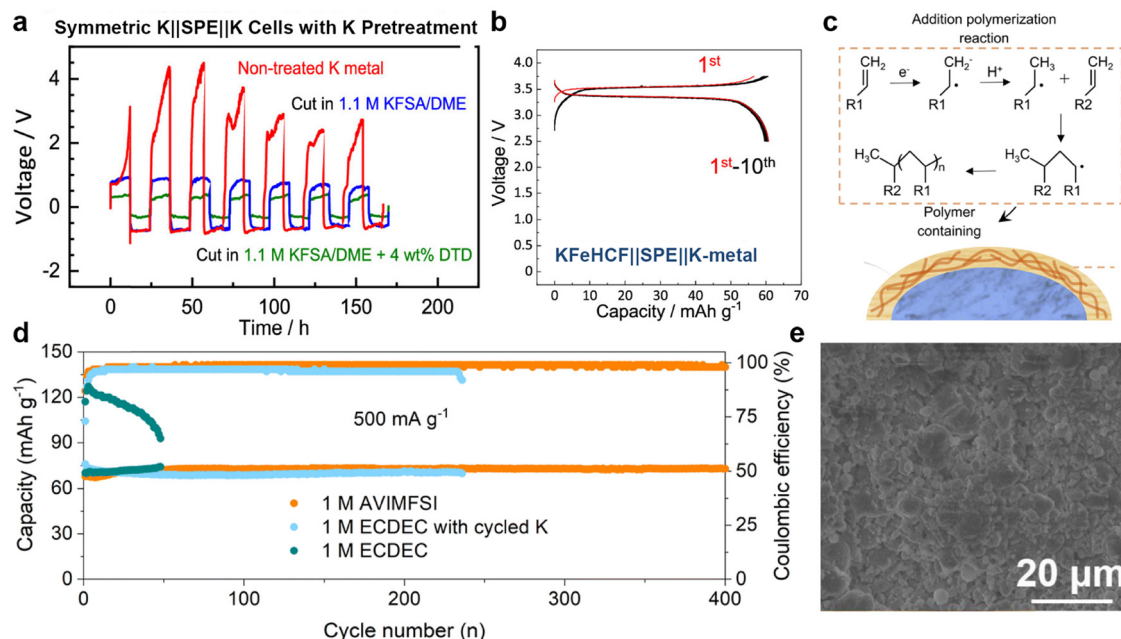 a
Symmetric K||SPE||K Cells with K Pretreatment
Voltage / V
4
2
0
-2
Non-treated K metal
Cut in 1.1 M KFSA/DME
Cut in 1.1 M KFSA/DME + 4 wt% DTD
0 50 100 150 200
Time / h
b
Voltage / V
4.0
3.5
3.0
2.5
2.0
1.5
1.0
0.5
0
1st
1st-10th
KFeHCF||SPE||K-metal
0 10 20 30 40 50 60 70
Capacity / mAh g-1
c
Addition polymerization
reaction
CH2 e- CH2- H+ CH3 + CH2
R1 R1 R1 R2
H3C n H3C
R2 R1 R2 R1
Polymer
containing
d
Capacity (mAh g-1)
150
120
90
60
30
0
500 mA g-1
1 M AVIMFSI
1 M ECDEC with cycled K
1 M ECDEC
100
75
50
25
0
Coulombic efficiency (%)
0 100 200 300 400
Cycle number (n)
e
20 µm